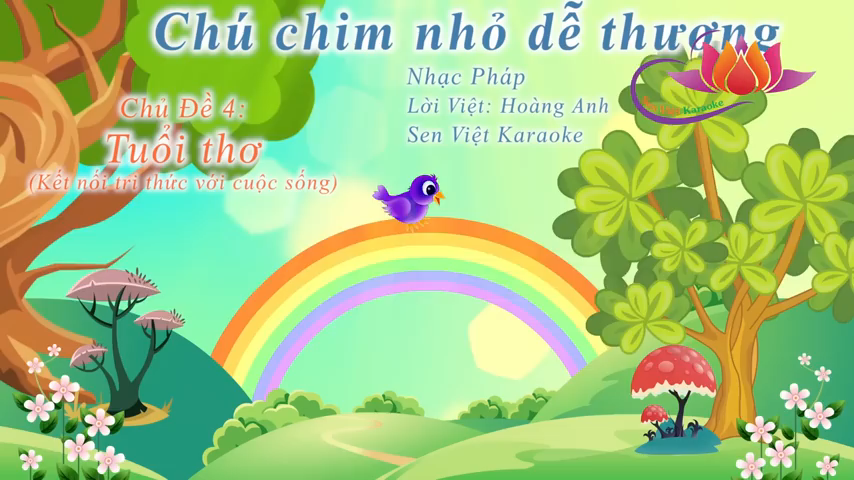 Chú chim nhỏ dễ thương
Nhạc Pháp
Lời Việt: Hoàng Anh
Sen Việt Karaoke
Chủ Đề 4:
Tuổi thơ
(Kết nối tri thức với cuộc sống)
Karaoke